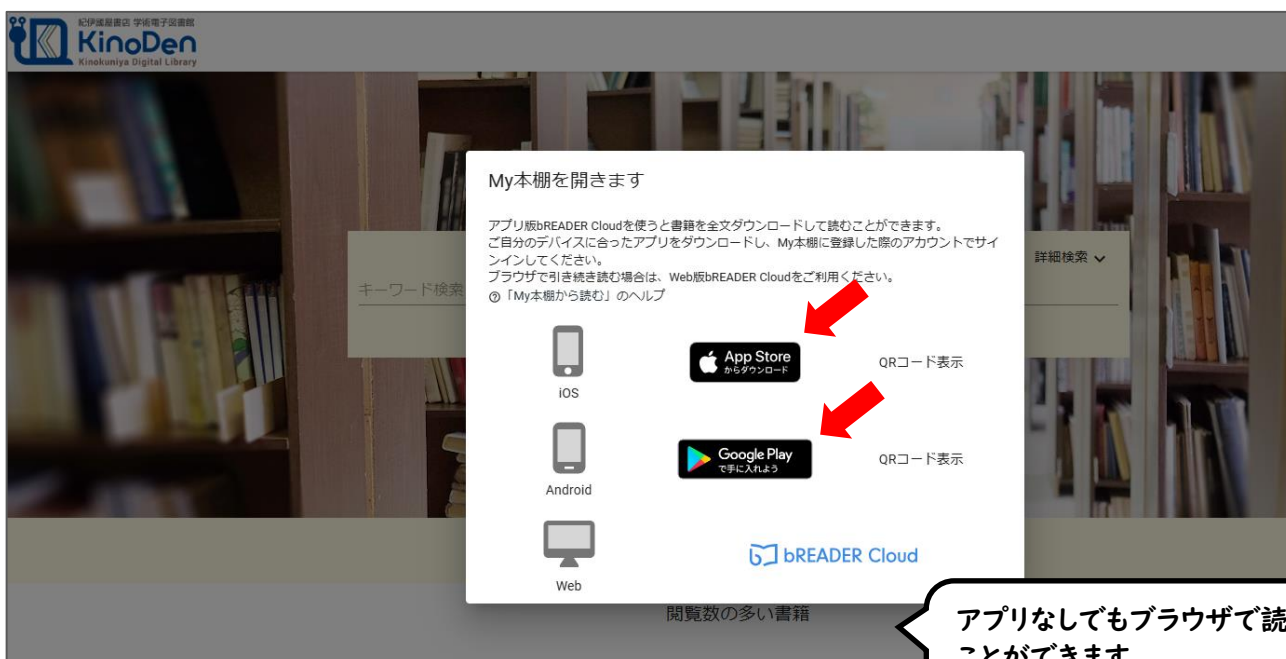 紀伊國屋書店 学術電子図書館
KinoDen
Kinokuniya Digital Library
My本棚を開きます
アプリ版bREADER Cloudを使うと書籍を全文ダウンロードして読むことができます。
ご自分のデバイスに合ったアプリをダウンロードし、My本棚に登録した際のアカウントでサイ
ンインしてください。
ブラウザで引き続き読む場合は、Web版bREADER Cloudをご利用ください。
?「My本棚から読む」のヘルプ
詳細検索
キーワード検索
iOS
App Store
からダウンロード
QRコード表示
Android
Google Play
で手に入れよう
QRコード表示
Web
bREADER Cloud
閲覧数の多い書籍
アプリなしでもブラウザで読
ことができます